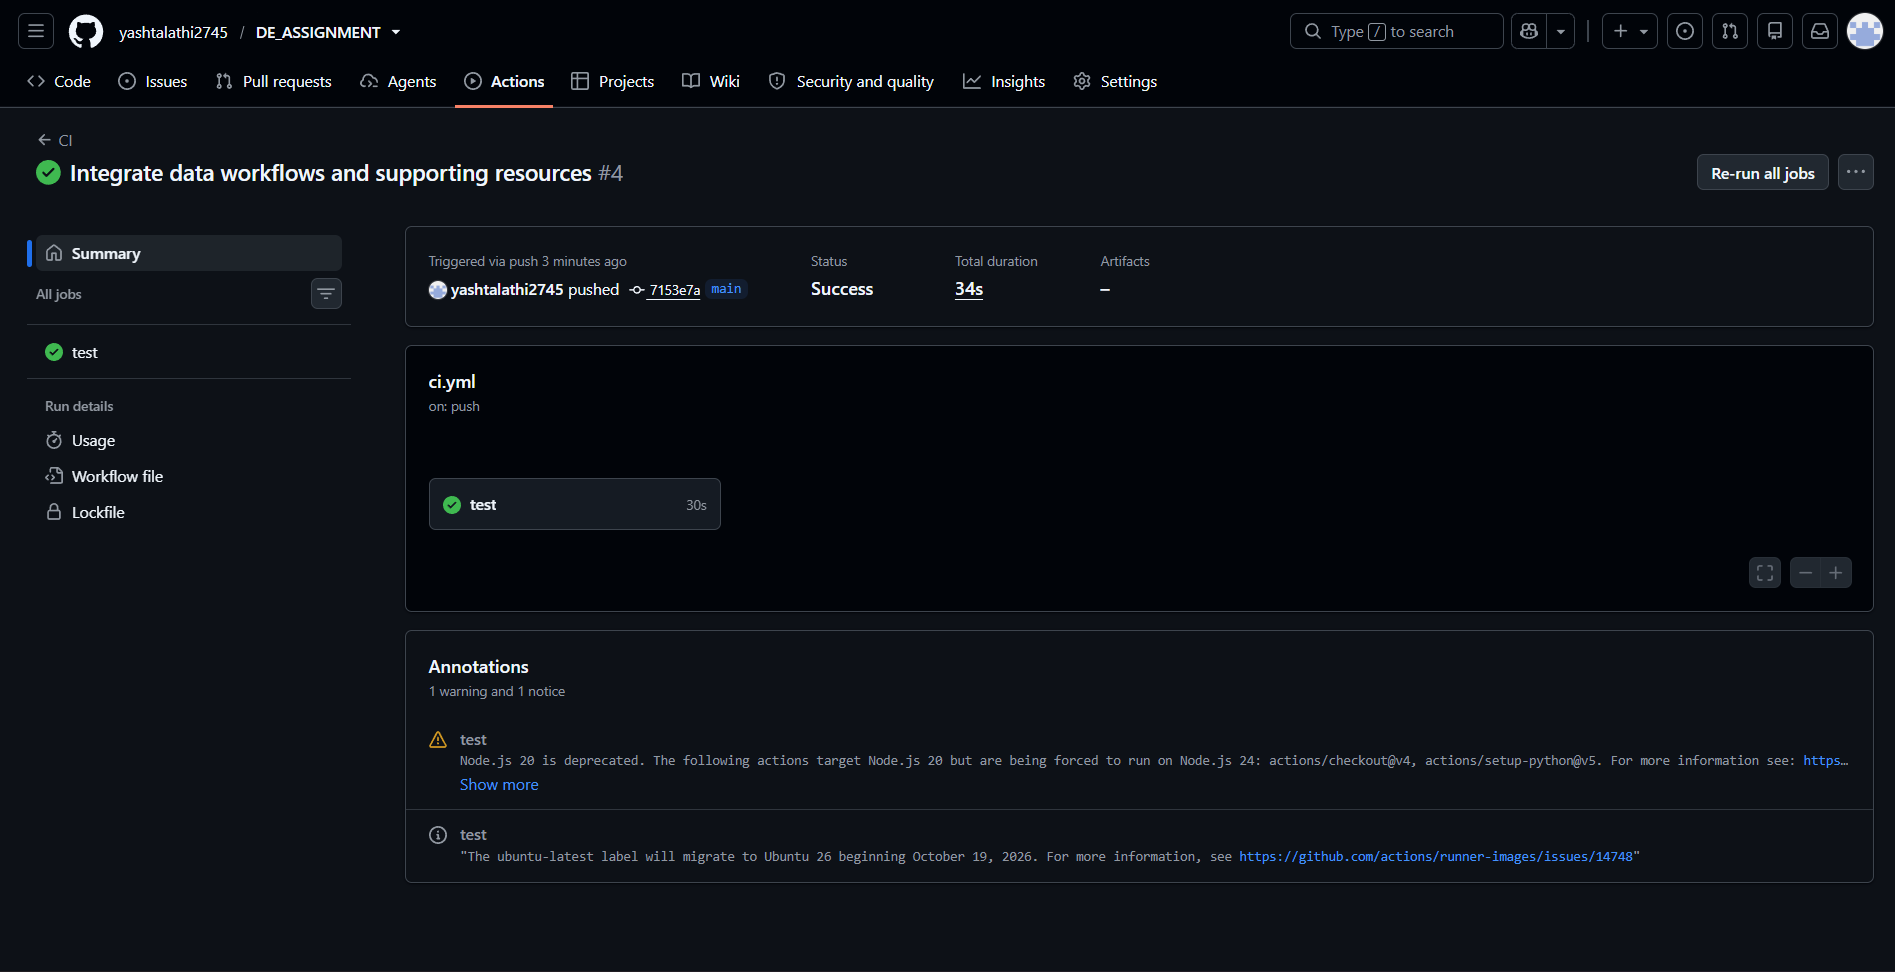 yashtalathi2745 / DE_ASSIGNMENT
Type / to search
Code
Issues
Pull requests
Agents
Actions
Projects
Wiki
Security and quality
Insights
Settings
CI
Integrate data workflows and supporting resources #4
Re-run all jobs
Summary
All jobs
test
Run details
Usage
Workflow file
Lockfile
Triggered via push 3 minutes ago
yashtalathi2745 pushed 7153e7a main
Status
Success
Total duration
34s
Artifacts
–
ci.yml
on: push
test 30s
Annotations
1 warning and 1 notice
test
Node.js 20 is deprecated. The following actions target Node.js 20 but are being forced to run on Node.js 24: actions/checkout@v4, actions/setup-python@v5. For more information see: https…
Show more
test
"The ubuntu-latest label will migrate to Ubuntu 26 beginning October 19, 2026. For more information, see https://github.com/actions/runner-images/issues/14748"